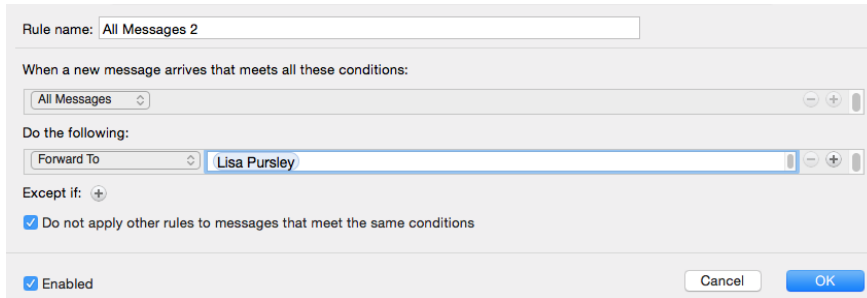 Rule name: All Messages 2
When a new message arrives that meets all these conditions:
All Messages
Do the following:
Forward To Lisa Pursley
Except if:
Do not apply other rules to messages that meet the same conditions
Enabled Cancel OK